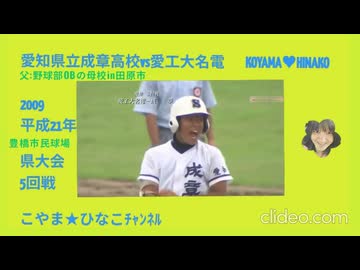 愛知県立成章高校vs愛工大名電
KOYAMA♥HINAKO
父:野球部OBの母校in田原市
2009
平成21年
豊橋市民球場
県大会
5回戦
S
成章
こやま★ひなこﾁｬﾝﾈﾙ
clideo.com